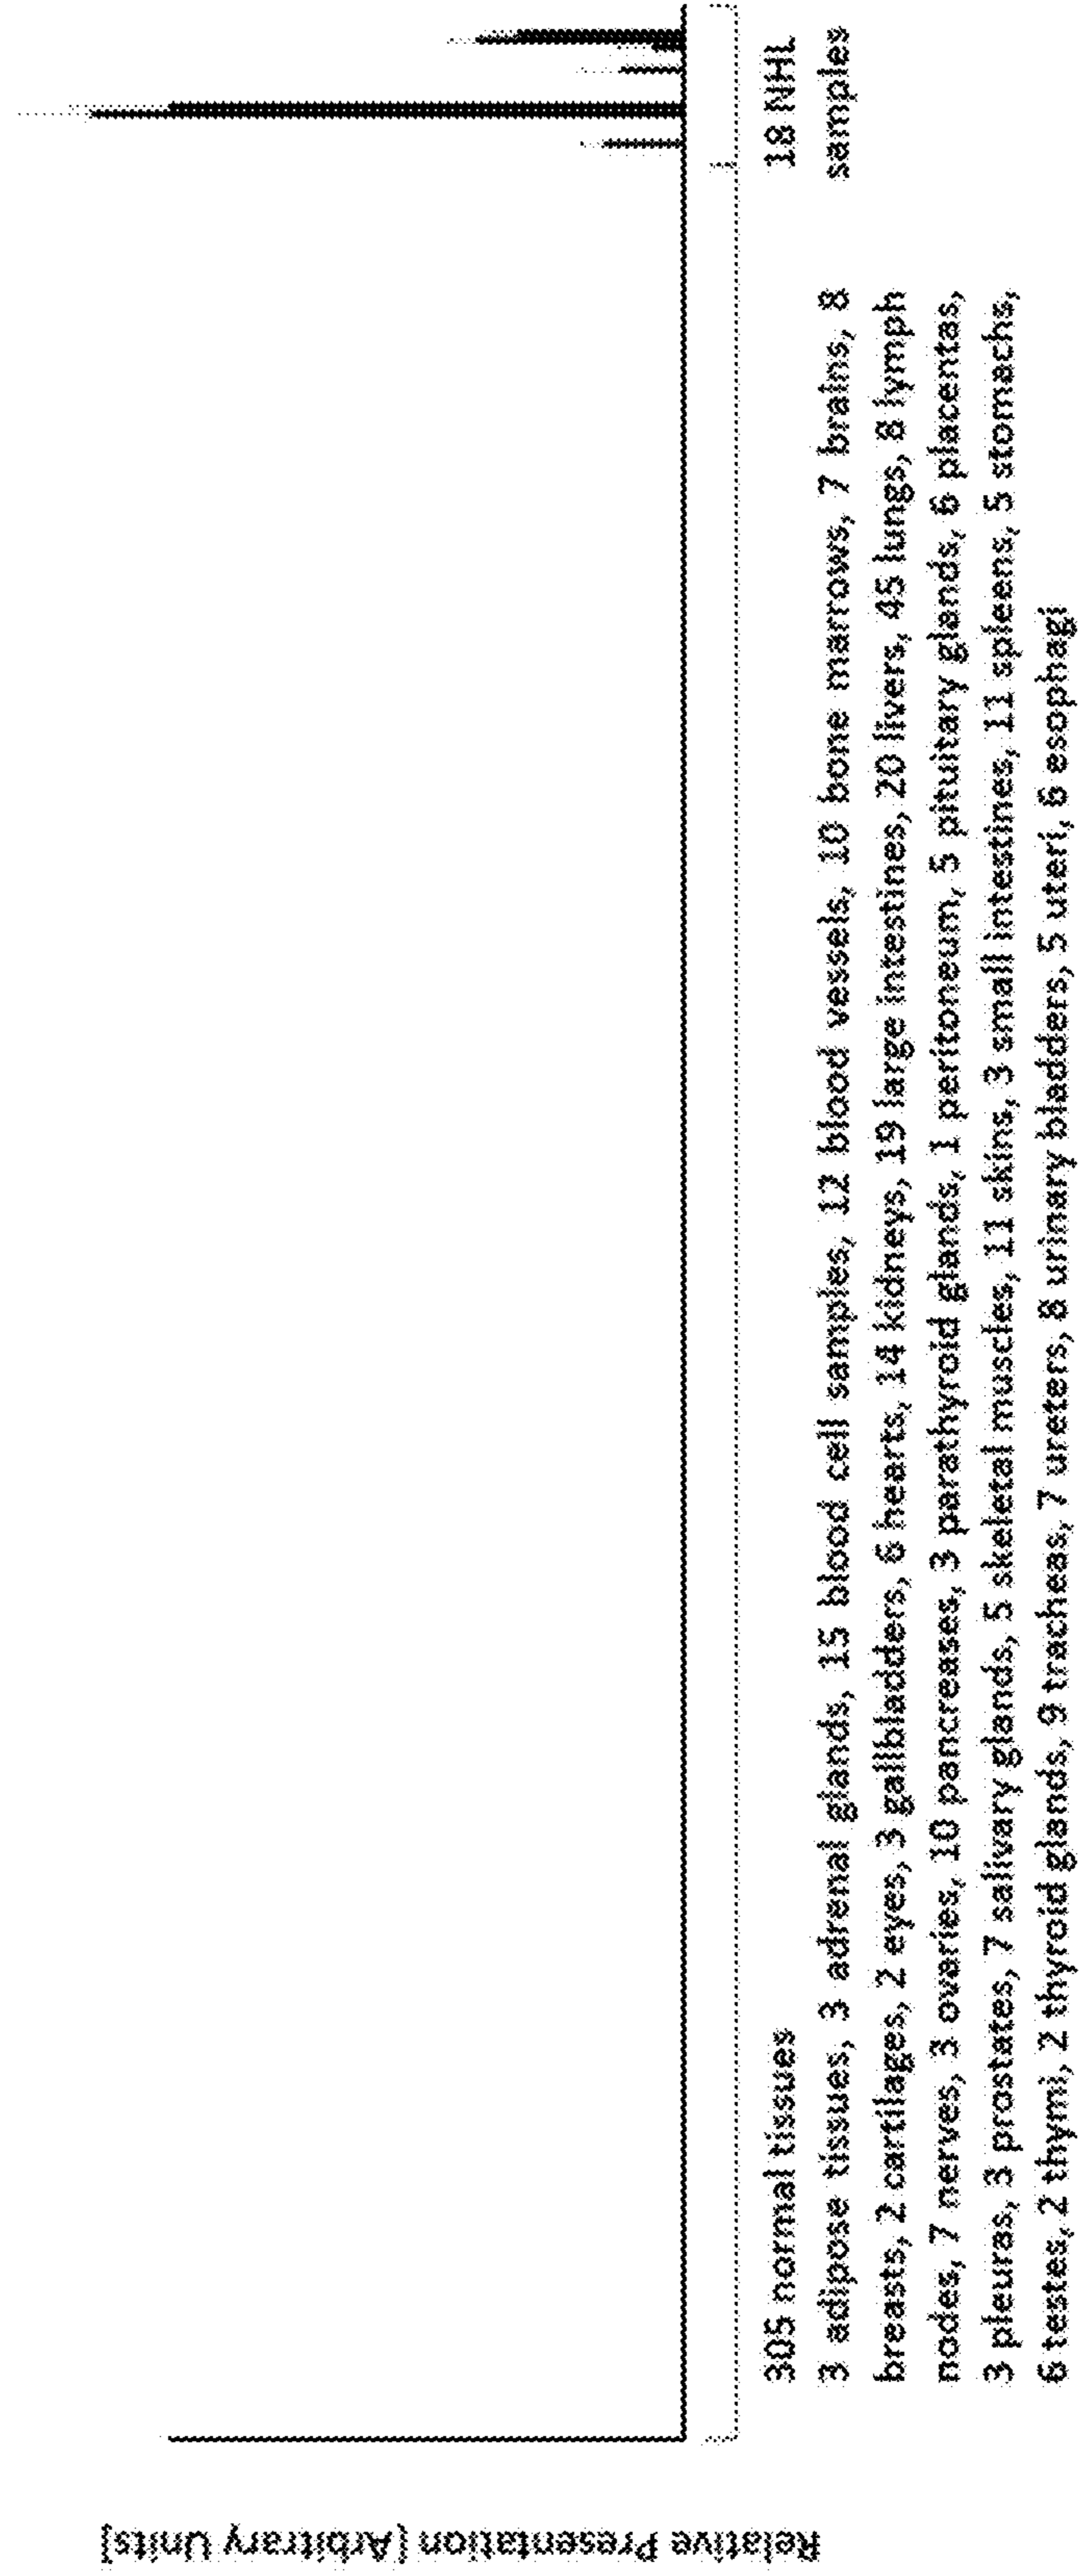 Relative Presentation [Arbitrary Units]
305 normal tissues
3 adipose tissues, 3 adrenal glands, 15 blood cell samples, 12 blood vessels, 10 bone marrows, 7 brains, 8
breasts, 2 cartilages, 2 eyes, 3 gallbladders, 6 hearts, 14 kidneys, 19 large intestines, 20 livers, 45 lungs, 8 lymph
nodes, 7 nerves, 3 ovaries, 10 pancreases, 3 parathyroid glands, 1 peritoneum, 5 pituitary glands, 6 placentas,
3 pleuras, 3 prostates, 7 salivary glands, 5 skeletal muscles, 11 skins, 3 small intestines, 11 spleens, 5 stomachs,
6 testes, 2 thymi, 2 thyroid glands, 9 tracheas, 7 ureters, 8 urinary bladders, 5 uteri, 6 esophagi
18 NHL
samples